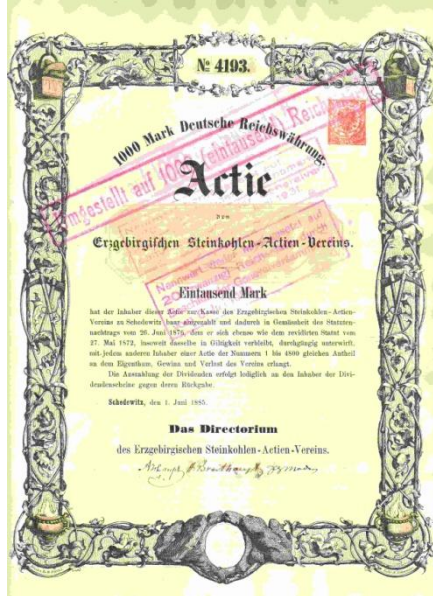 № 4193.
1000 Mark Deutsche Reichswährung.
Umgestellt auf Reichsmark
Actie
des
Erzgebirgischen Steinkohlen-Actien-Vereins.
Eintausend Mark
hat der Inhaber dieser Actie zur Kasse des Erzgebirgischen Steinkohlen-Actien-
Vereins zu Schedewitz baar eingezahlt und dadurch in Gemässheit des Statuten-
nachtrags vom 20. Juni 1875, dem er sich ebenso wie dem revidirten Statut vom
27. Mai 1872, insoweit dasselbe in Giltigkeit verbleibt, durchgängig unterwirft,
mit jedem anderen Inhaber einer Actie der Nummern 1 bis 4800 gleichen Antheil
an dem Eigenthum, Gewinn und Verlust des Vereins erlangt.
Die Auszahlung der Dividenden erfolgt lediglich an den Inhaber der Divi-
dendenscheine gegen deren Rückgabe.
Schedewitz, den 1. Juni 1885.
Das Directorium
des Erzgebirgischen Steinkohlen-Actien-Vereins.